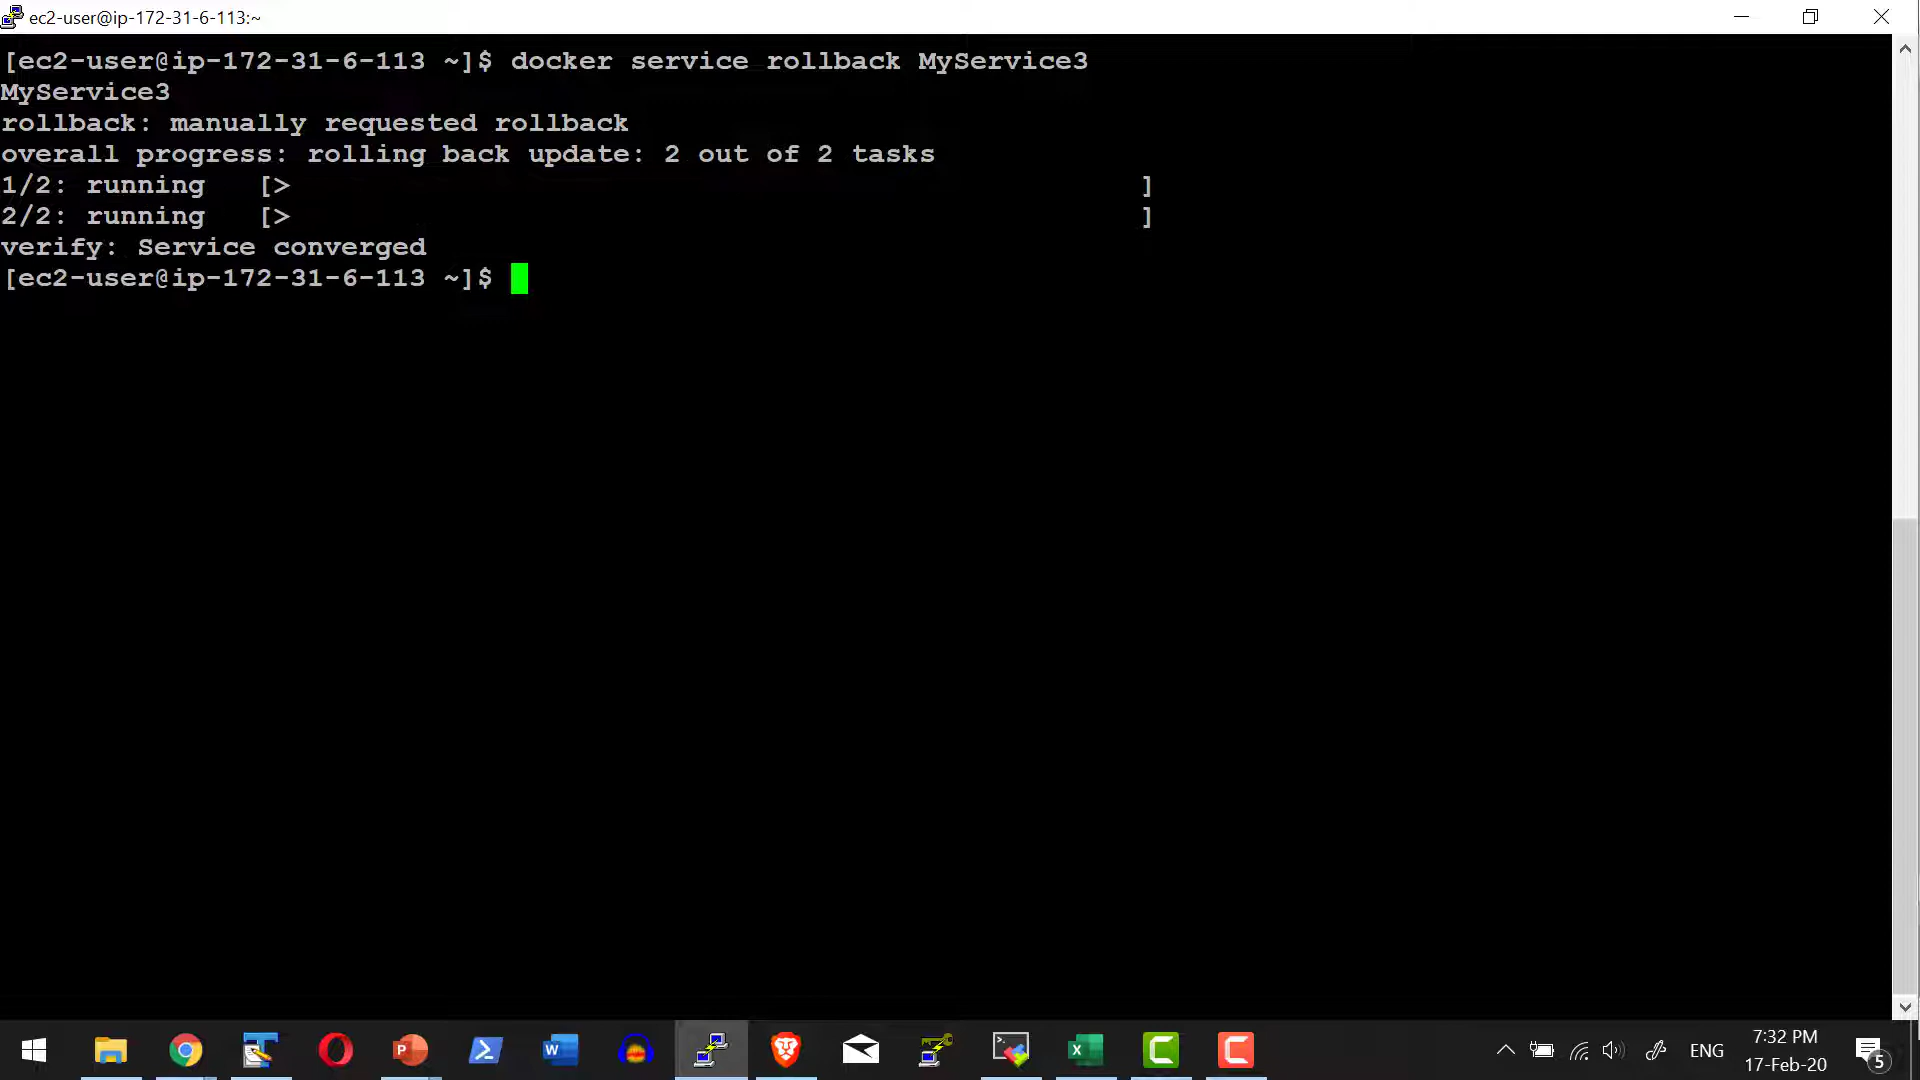 ec2-user@ip-172-31-6-113:~
[ec2-user@ip-172-31-6-113 ~]$ docker service rollback MyService3
MyService3
rollback: manually requested rollback
overall progress: rolling back update: 2 out of 2 tasks
1/2: running   [>                                                  ]
2/2: running   [>                                                  ]
verify: Service converged
[ec2-user@ip-172-31-6-113 ~]$
ENG
7:32 PM
17-Feb-20
5